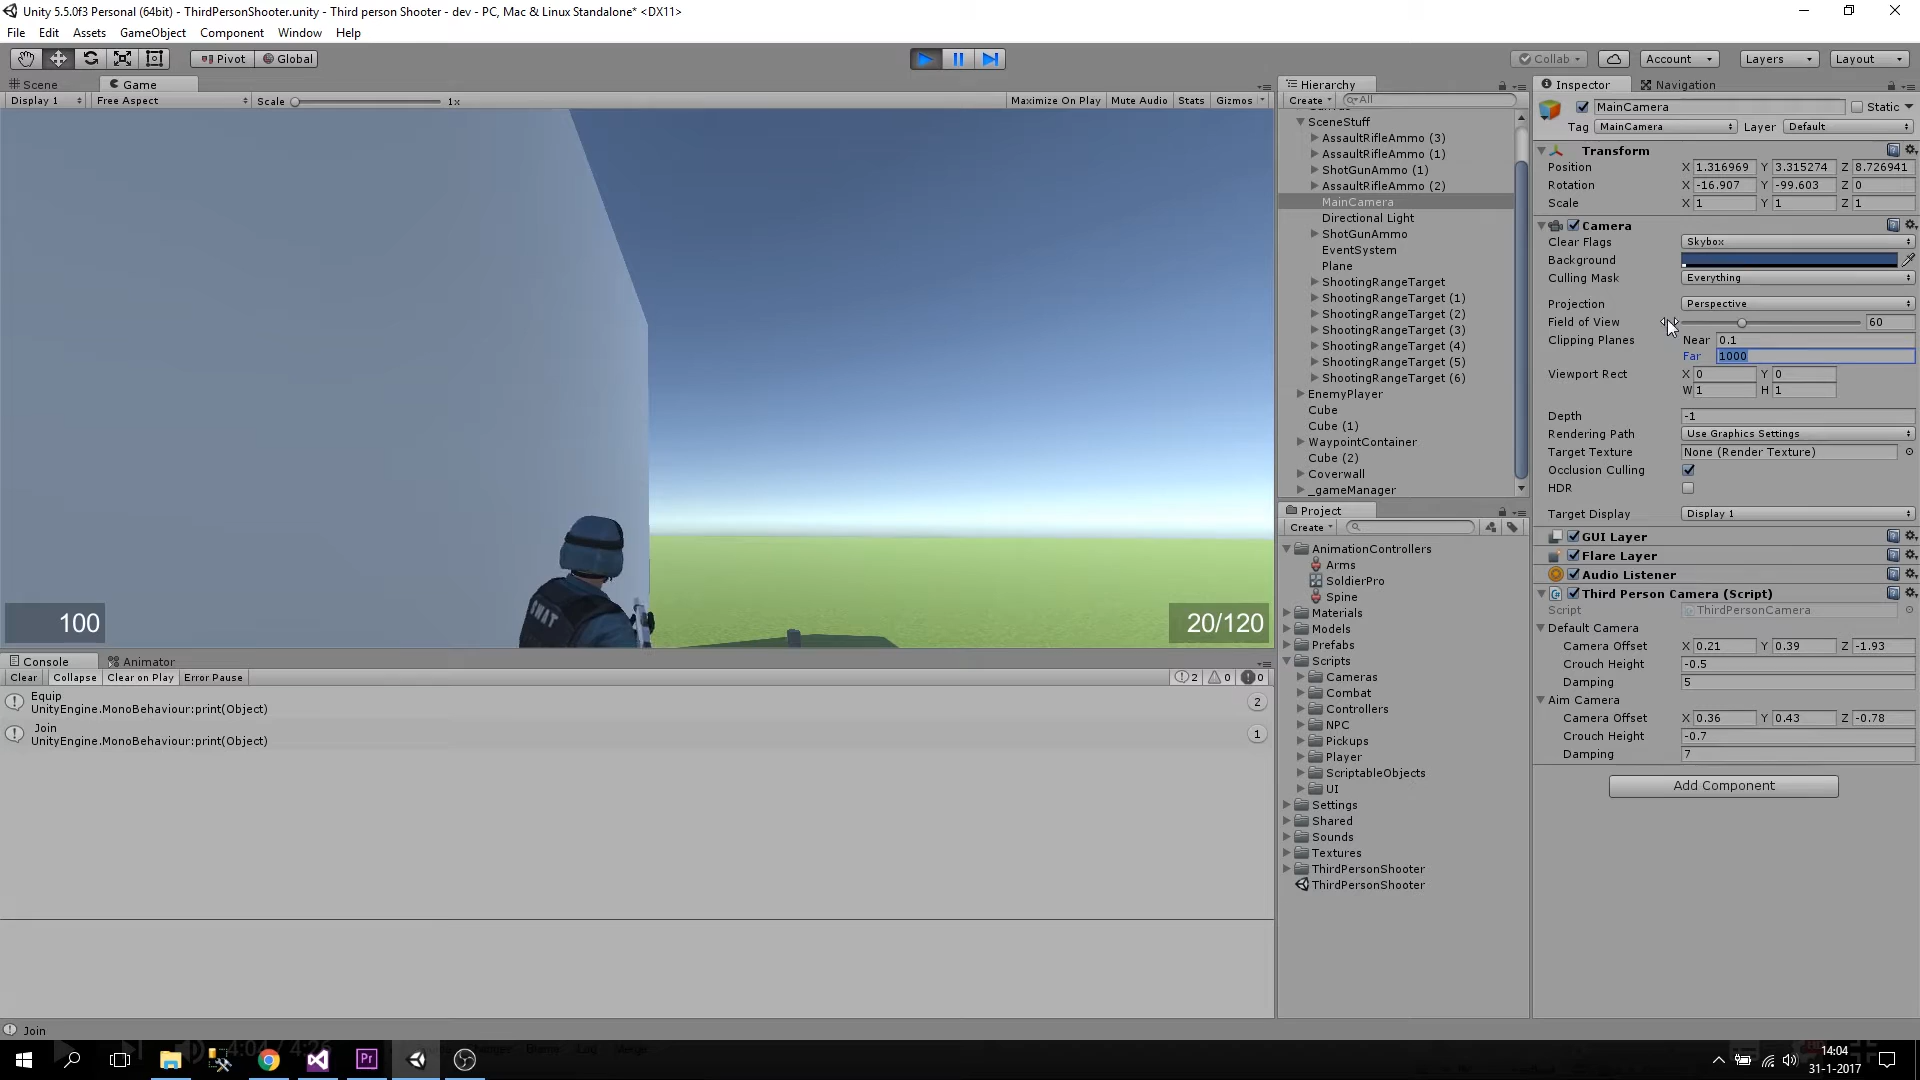 Unity 5.5.0f3 Personal (64bit) - ThirdPersonShooter.unity - Third person Shooter - dev - PC, Mac & Linux Standalone* <DX11>
File Edit Assets GameObject Component Window Help
Pivot Global Collab Account Layers Layout
Scene Game
Display 1 Free Aspect Scale 1x Maximize On Play Mute Audio Stats Gizmos
SWAT
100
20/120
Console Animator
Clear Collapse Clear on Play Error Pause 2 0 0
Equip
UnityEngine.MonoBehaviour:print(Object) 2
Join
UnityEngine.MonoBehaviour:print(Object) 1
Join
Hierarchy
Create All
SceneStuff
AssaultRifleAmmo (3)
AssaultRifleAmmo (1)
ShotGunAmmo (1)
AssaultRifleAmmo (2)
MainCamera
Directional Light
ShotGunAmmo
EventSystem
Plane
ShootingRangeTarget
ShootingRangeTarget (1)
ShootingRangeTarget (2)
ShootingRangeTarget (3)
ShootingRangeTarget (4)
ShootingRangeTarget (5)
ShootingRangeTarget (6)
EnemyPlayer
Cube
Cube (1)
WaypointContainer
Cube (2)
Coverwall
_gameManager
Project
Create
AnimationControllers
Arms
SoldierPro
Spine
Materials
Models
Prefabs
Scripts
Cameras
Combat
Controllers
NPC
Pickups
Player
ScriptableObjects
UI
Settings
Shared
Sounds
Textures
ThirdPersonShooter
ThirdPersonShooter
Inspector Navigation
MainCamera Static
Tag MainCamera Layer Default
Transform
Position X 1.316969 Y 3.315274 Z 8.726941
Rotation X -16.907 Y -99.603 Z 0
Scale X 1 Y 1 Z 1
Camera
Clear Flags Skybox
Background
Culling Mask Everything
Projection Perspective
Field of View 60
Clipping Planes Near 0.1
Far 1000
Viewport Rect X 0 Y 0
W 1 H 1
Depth -1
Rendering Path Use Graphics Settings
Target Texture None (Render Texture)
Occlusion Culling
HDR
Target Display Display 1
GUI Layer
Flare Layer
Audio Listener
Third Person Camera (Script)
Script ThirdPersonCamera
Default Camera
Camera Offset X 0.21 Y 0.39 Z -1.93
Crouch Height -0.5
Damping 5
Aim Camera
Camera Offset X 0.36 Y 0.43 Z -0.78
Crouch Height -0.7
Damping 7
Add Component
4:04 / 4:26
Pr
14:04
31-1-2017